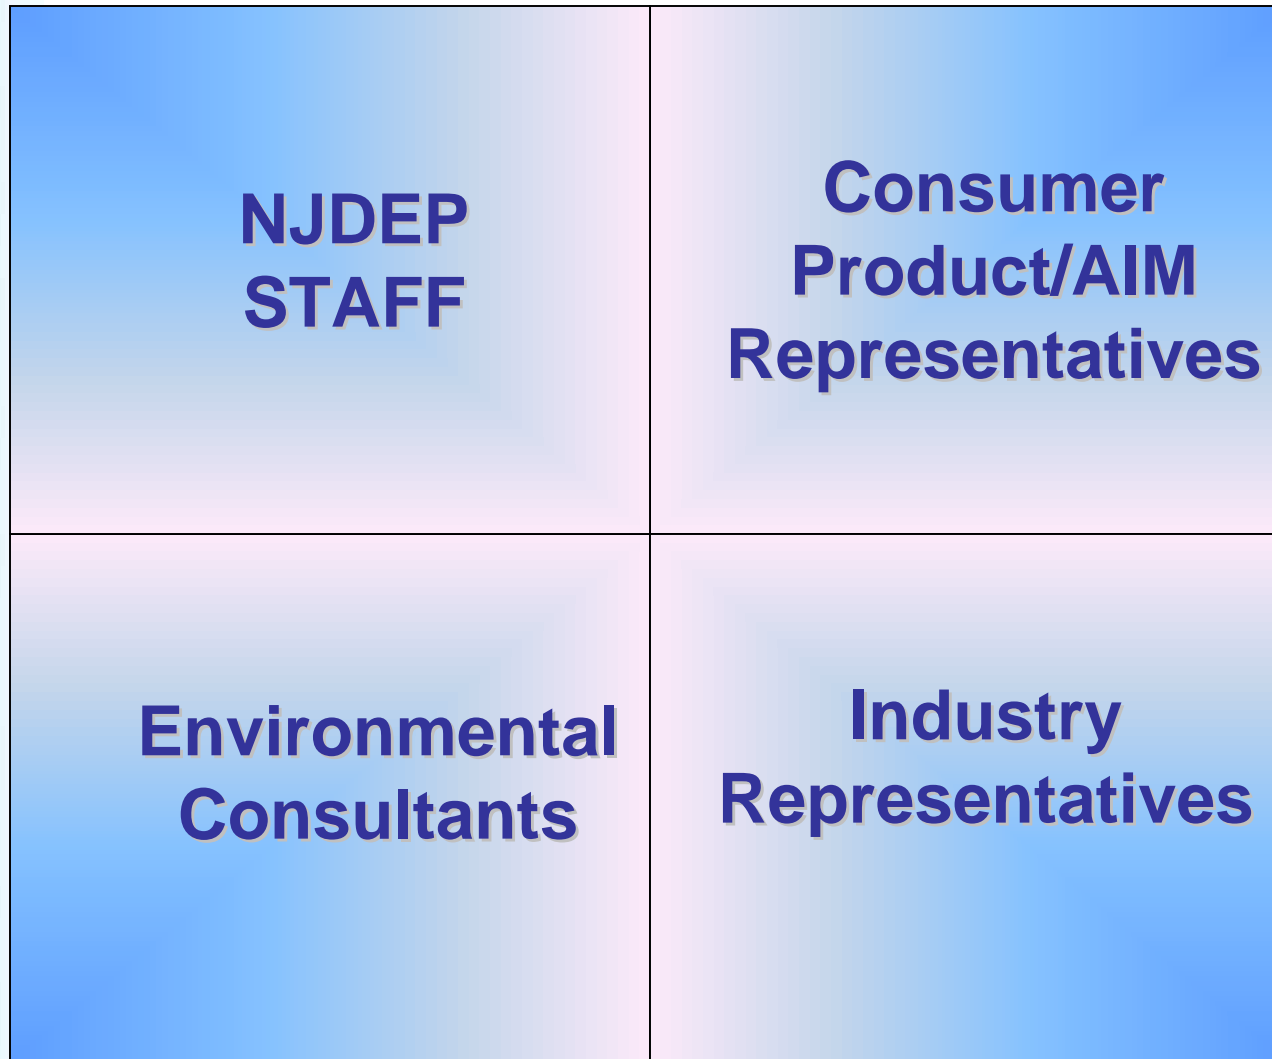 NJDEP
STAFF
Consumer
Product/AIM
Representatives
Environmental
Consultants
Industry
Representatives